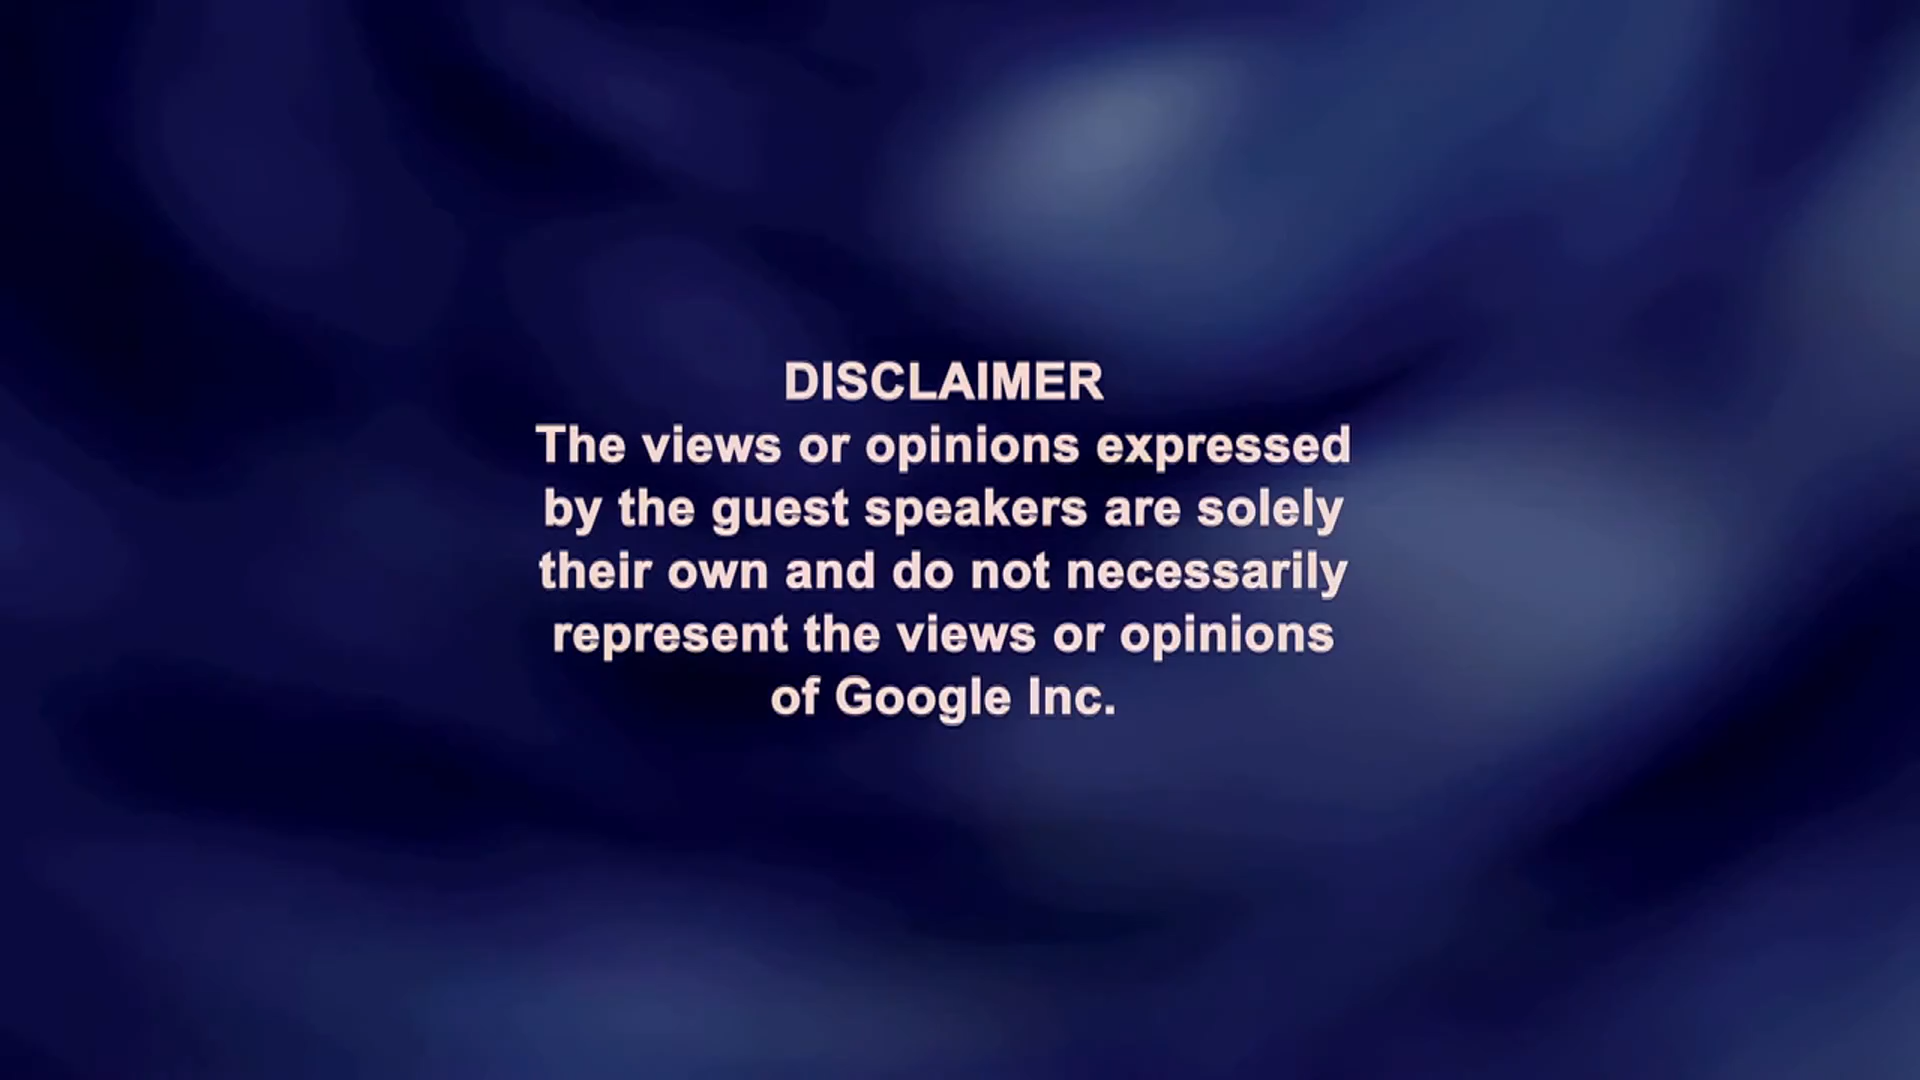 DISCLAIMER
The views or opinions expressed
by the guest speakers are solely
their own and do not necessarily
represent the views or opinions
of Google Inc.